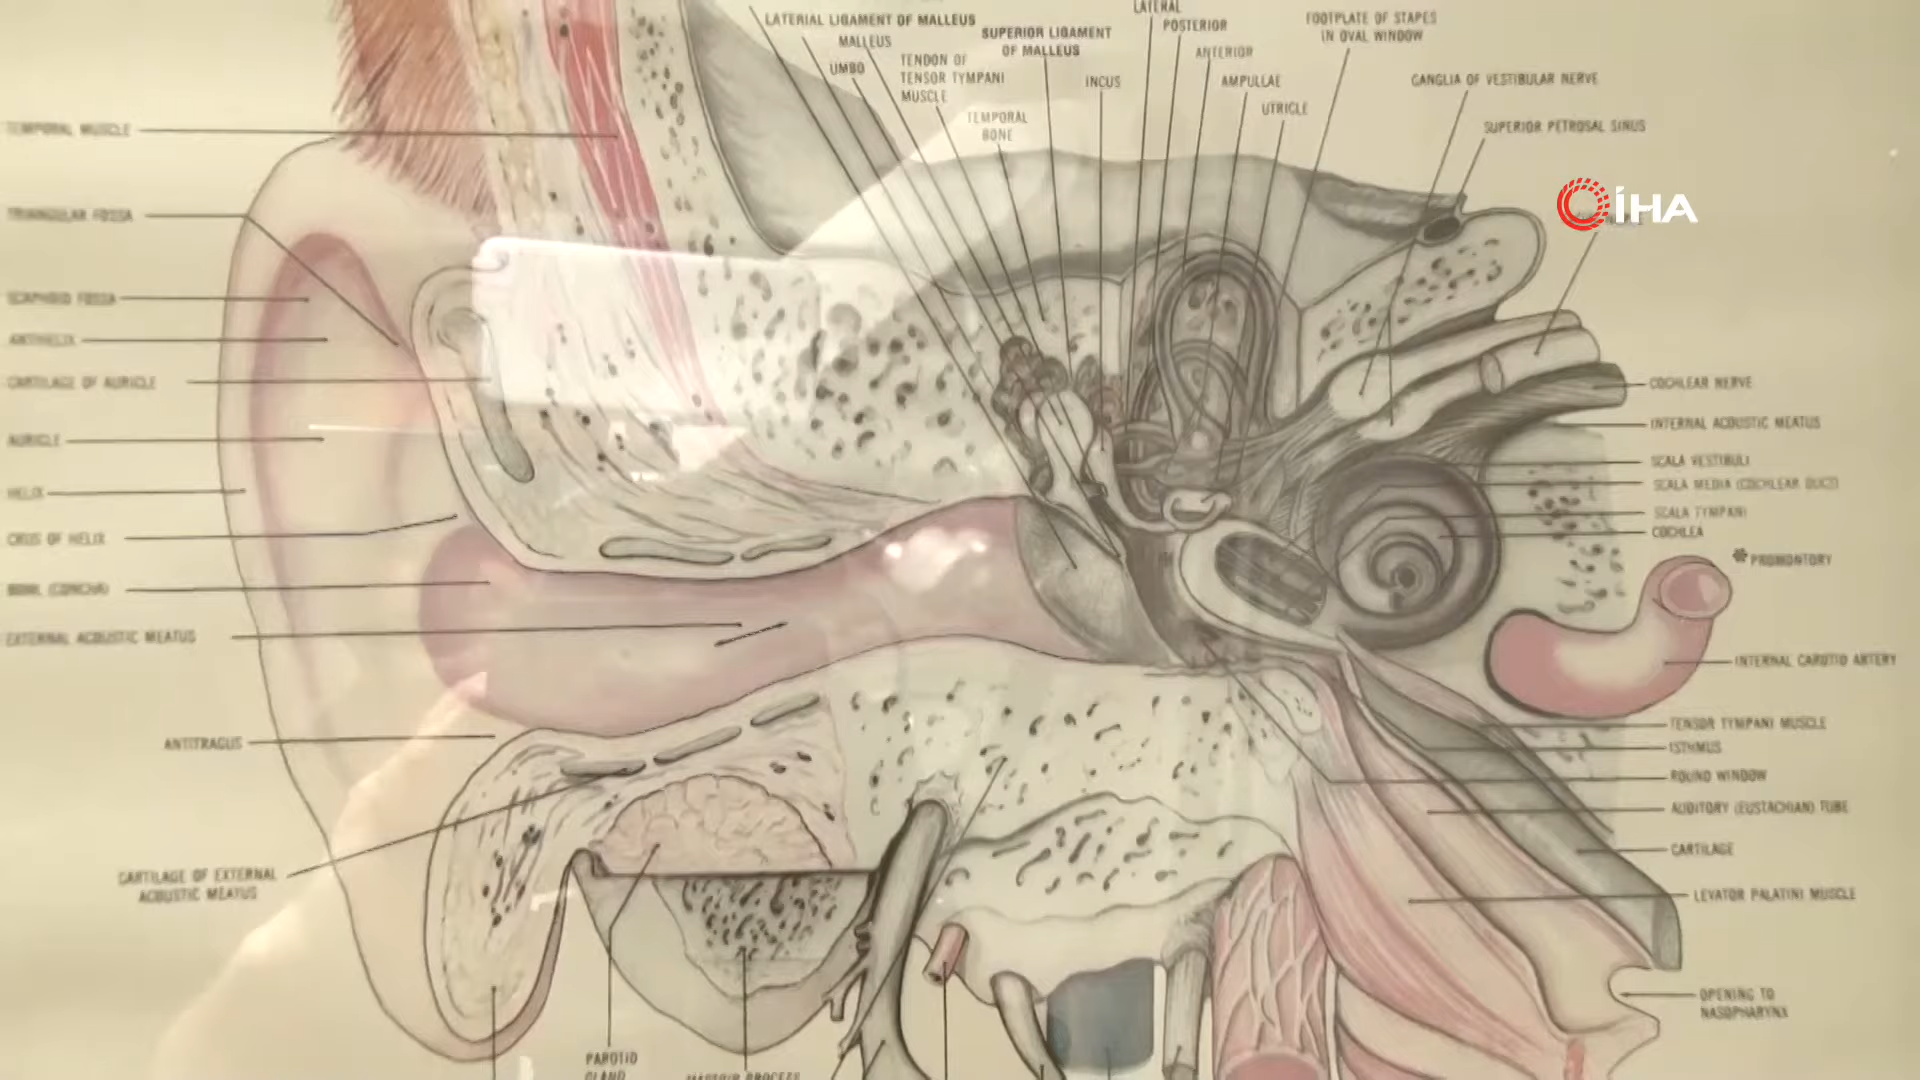 LATERIAL LIGAMENT OF MALLEUS
MALLEUS
UMBO
TENDON OF
TENSOR TYMPANI
MUSCLE
TEMPORAL
BONE
SUPERIOR LIGAMENT
OF MALLEUS
INCUS
LATERAL
POSTERIOR
ANTERIOR
AMPULLAE
UTRICLE
FOOTPLATE OF STAPES
IN OVAL WINDOW
GANGLIA OF VESTIBULAR NERVE
SUPERIOR PETROSAL SINUS
İHA
TEMPORAL MUSCLE
TRIANGULAR FOSSA
SCAPHOID FOSSA
ANTIHELIX
CARTILAGE OF AURICLE
AURICLE
HELIX
CRUS OF HELIX
BOWL (CONCHA)
EXTERNAL ACOUSTIC MEATUS
ANTITRAGUS
CARTILAGE OF EXTERNAL
ACOUSTIC MEATUS
COCHLEAR NERVE
INTERNAL ACOUSTIC MEATUS
SCALA VESTIBULI
SCALA MEDIA (COCHLEAR DUCT)
SCALA TYMPANI
COCHLEA
*PROMONTORY
INTERNAL CAROTID ARTERY
TENSOR TYMPANI MUSCLE
ISTHMUS
ROUND WINDOW
AUDITORY (EUSTACHIAN) TUBE
CARTILAGE
LEVATOR PALATINI MUSCLE
OPENING TO
NASOPHARYNX
PAROTID
GLAND
MASTOID PROCESS